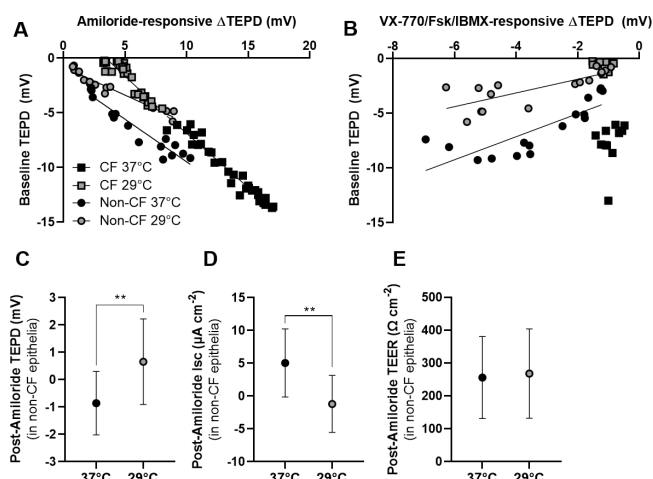 A
Amiloride-responsive ΔTEPD (mV)
0 5 10 15 20
Baseline TEPD (mV)
0
-5
-10
-15
CF 37°C
CF 29°C
Non-CF 37°C
Non-CF 29°C
B
VX-770/Fsk/IBMX-responsive ΔTEPD (mV)
-8 -6 -4 -2 0
Baseline TEPD (mV)
0
-5
-10
-15
C
Post-Amiloride TEPD (mV)
(in non-CF epithelia)
3
2
1
0
-1
-2
-3
**
37°C 29°C
D
Post-Amiloride Isc (µA cm-2)
(in non-CF epithelia)
15
10
5
0
-5
-10
**
37°C 29°C
E
Post-Amiloride TEER (Ω cm-2)
(in non-CF epithelia)
500
400
300
200
100
0
37°C 29°C